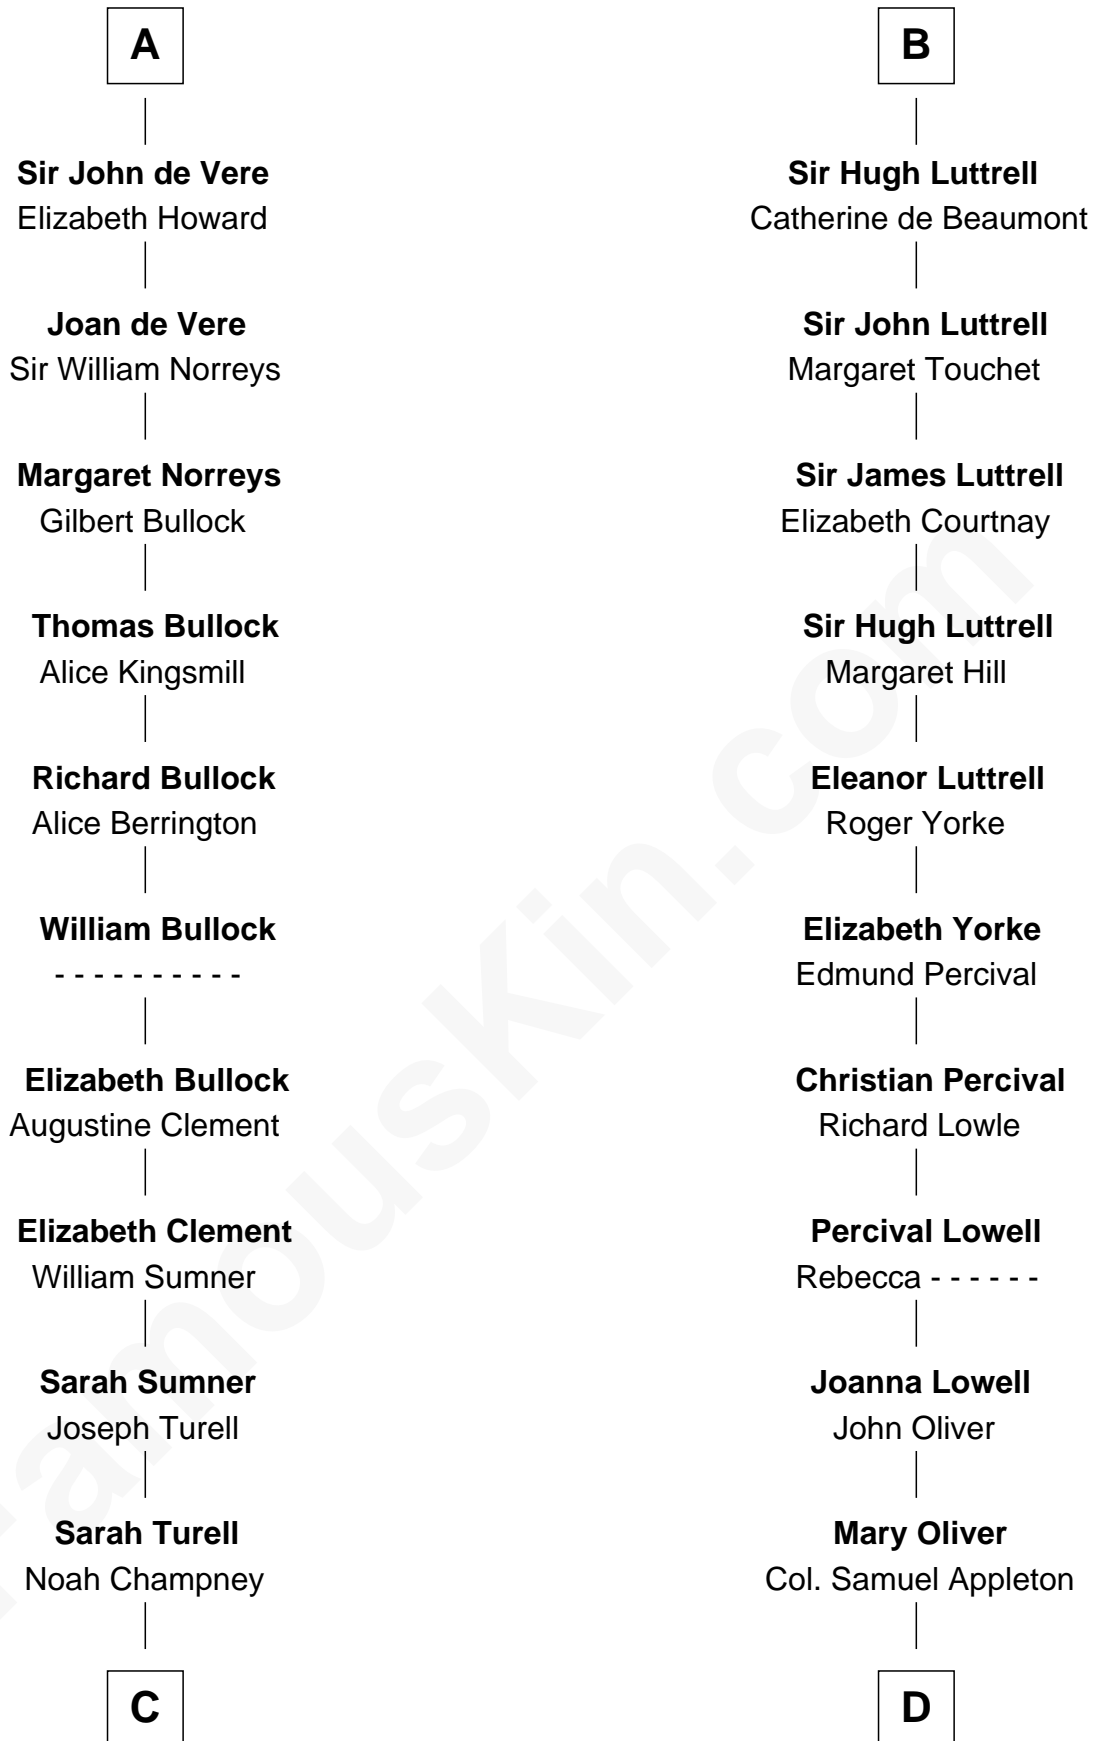 A
Sir John de Vere
Elizabeth Howard
Joan de Vere
Sir William Norreys
Margaret Norreys
Gilbert Bullock
Thomas Bullock
Alice Kingsmill
Richard Bullock
Alice Berrington
William Bullock
- - - - - - - - - -
Elizabeth Bullock
Augustine Clement
Elizabeth Clement
William Sumner
Sarah Sumner
Joseph Turell
Sarah Turell
Noah Champney
C
B
Sir Hugh Luttrell
Catherine de Beaumont
Sir John Luttrell
Margaret Touchet
Sir James Luttrell
Elizabeth Courtnay
Sir Hugh Luttrell
Margaret Hill
Eleanor Luttrell
Roger Yorke
Elizabeth Yorke
Edmund Percival
Christian Percival
Richard Lowle
Percival Lowell
Rebecca - - - - - -
Joanna Lowell
John Oliver
Mary Oliver
Col. Samuel Appleton
D
FamousKin.com